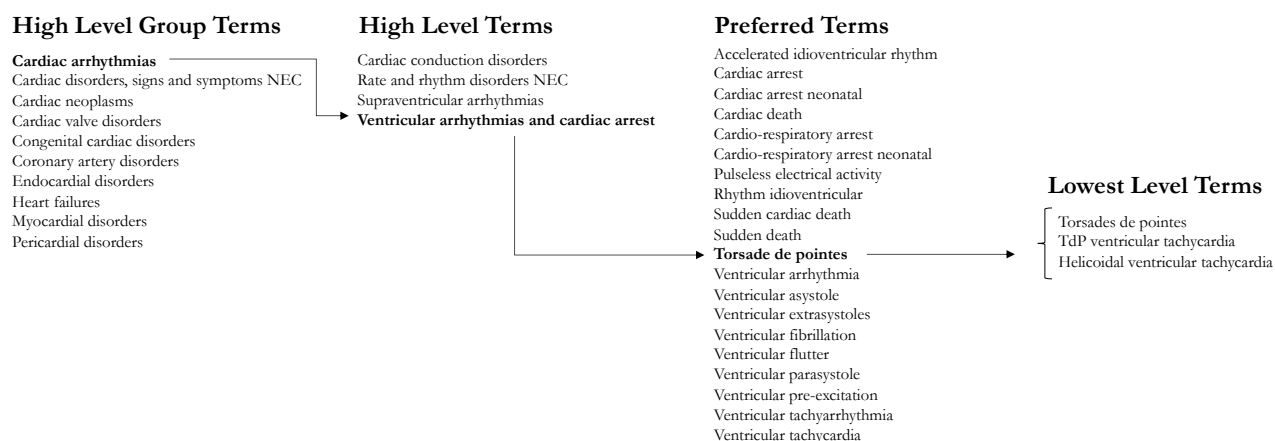 High Level Group Terms
Cardiac arrhythmias
Cardiac disorders, signs and symptoms NEC
Cardiac neoplasms
Cardiac valve disorders
Congenital cardiac disorders
Coronary artery disorders
Endocardial disorders
Heart failures
Myocardial disorders
Pericardial disorders
High Level Terms
Cardiac conduction disorders
Rate and rhythm disorders NEC
Supraventricular arrhythmias
Ventricular arrhythmias and cardiac arrest
Preferred Terms
Accelerated idioventricular rhythm
Cardiac arrest
Cardiac arrest neonatal
Cardiac death
Cardio-respiratory arrest
Cardio-respiratory arrest neonatal
Pulseless electrical activity
Rhythm idioventricular
Sudden cardiac death
Sudden death
Torsade de pointes
Ventricular arrhythmia
Ventricular asystole
Ventricular extrasystoles
Ventricular fibrillation
Ventricular flutter
Ventricular parasystole
Ventricular pre-excitation
Ventricular tachyarrhythmia
Ventricular tachycardia
Lowest Level Terms
Torsades de pointes
TdP ventricular tachycardia
Helicoidal ventricular tachycardia